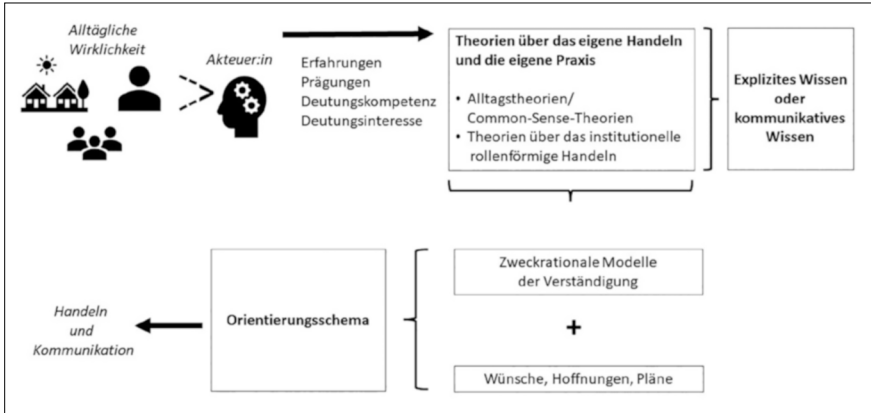 Alltägliche
Wirklichkeit
Akteuer:in
Erfahrungen
Prägungen
Deutungskompetenz
Deutungsinteresse
Theorien über das eigene Handeln
und die eigene Praxis
• Alltagstheorien/
Common-Sense-Theorien
• Theorien über das institutionelle
rollenförmige Handeln
Explizites Wissen
oder
kommunikatives
Wissen
Handeln
und
Kommunikation
Orientierungsschema
Zweckrationale Modelle
der Verständigung
+
Wünsche, Hoffnungen, Pläne